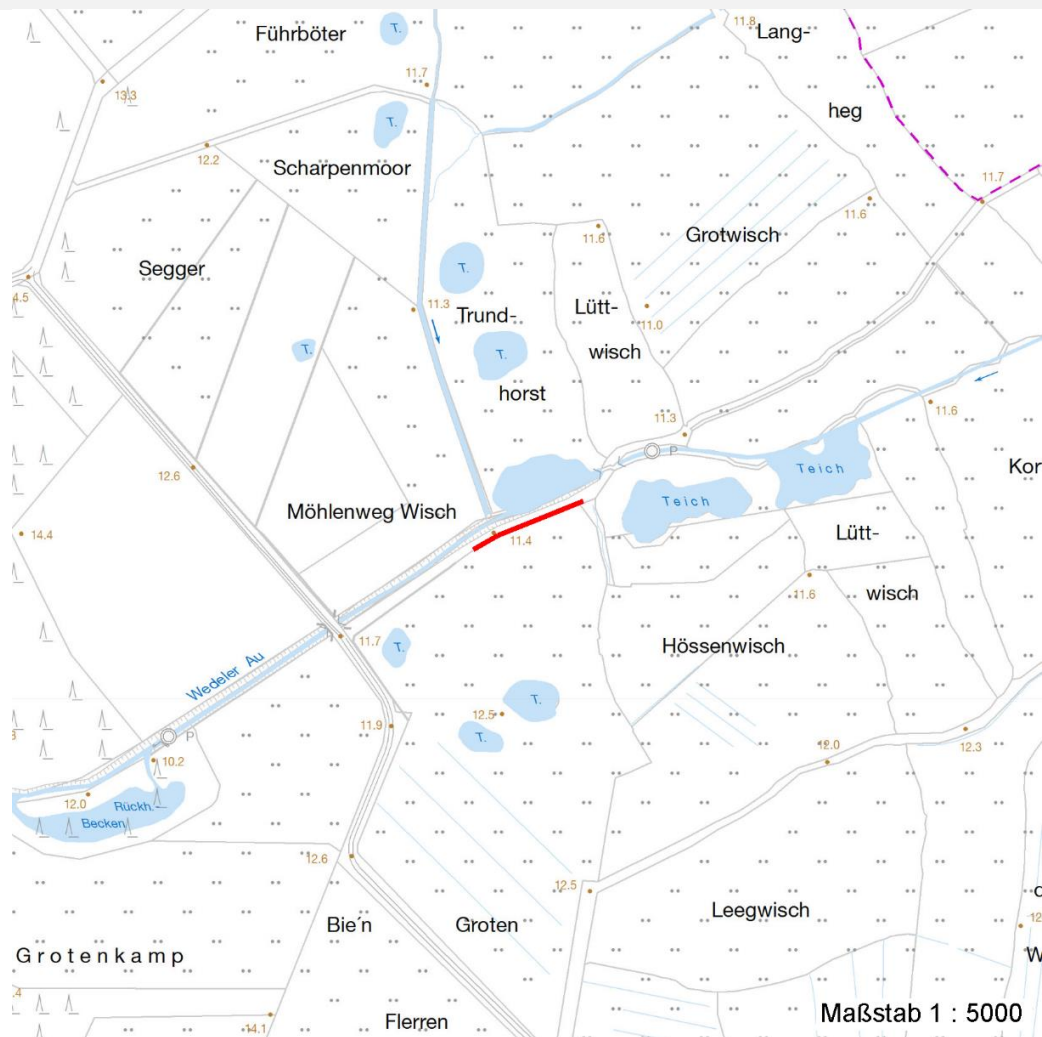 11.8
Führböter
T.
Lang-
13.3
11.7
heg
T.
12.2
Scharpenmoor
11.7
11.6
11.6
Grotwisch
Segger
T.
4.5
11.3
Trund-
Lütt-
11.0
T.
T.
wisch
horst
11.6
11.3
P
12.6
Teich
Kor
Teich
Möhlenweg Wisch
14.4
11.4
Lütt-
11.6
wisch
11.7
T.
Hössenwisch
Wedeler Au
T.
12.5
11.9
12.3
P
T.
12.0
10.2
12.0
Rückh.-
Becken
12.6
12.5
Leegwisch
Bie´n
Groten
12
Grotenkamp
W
.4
Maßstab 1 : 5000
14.1
Flerren